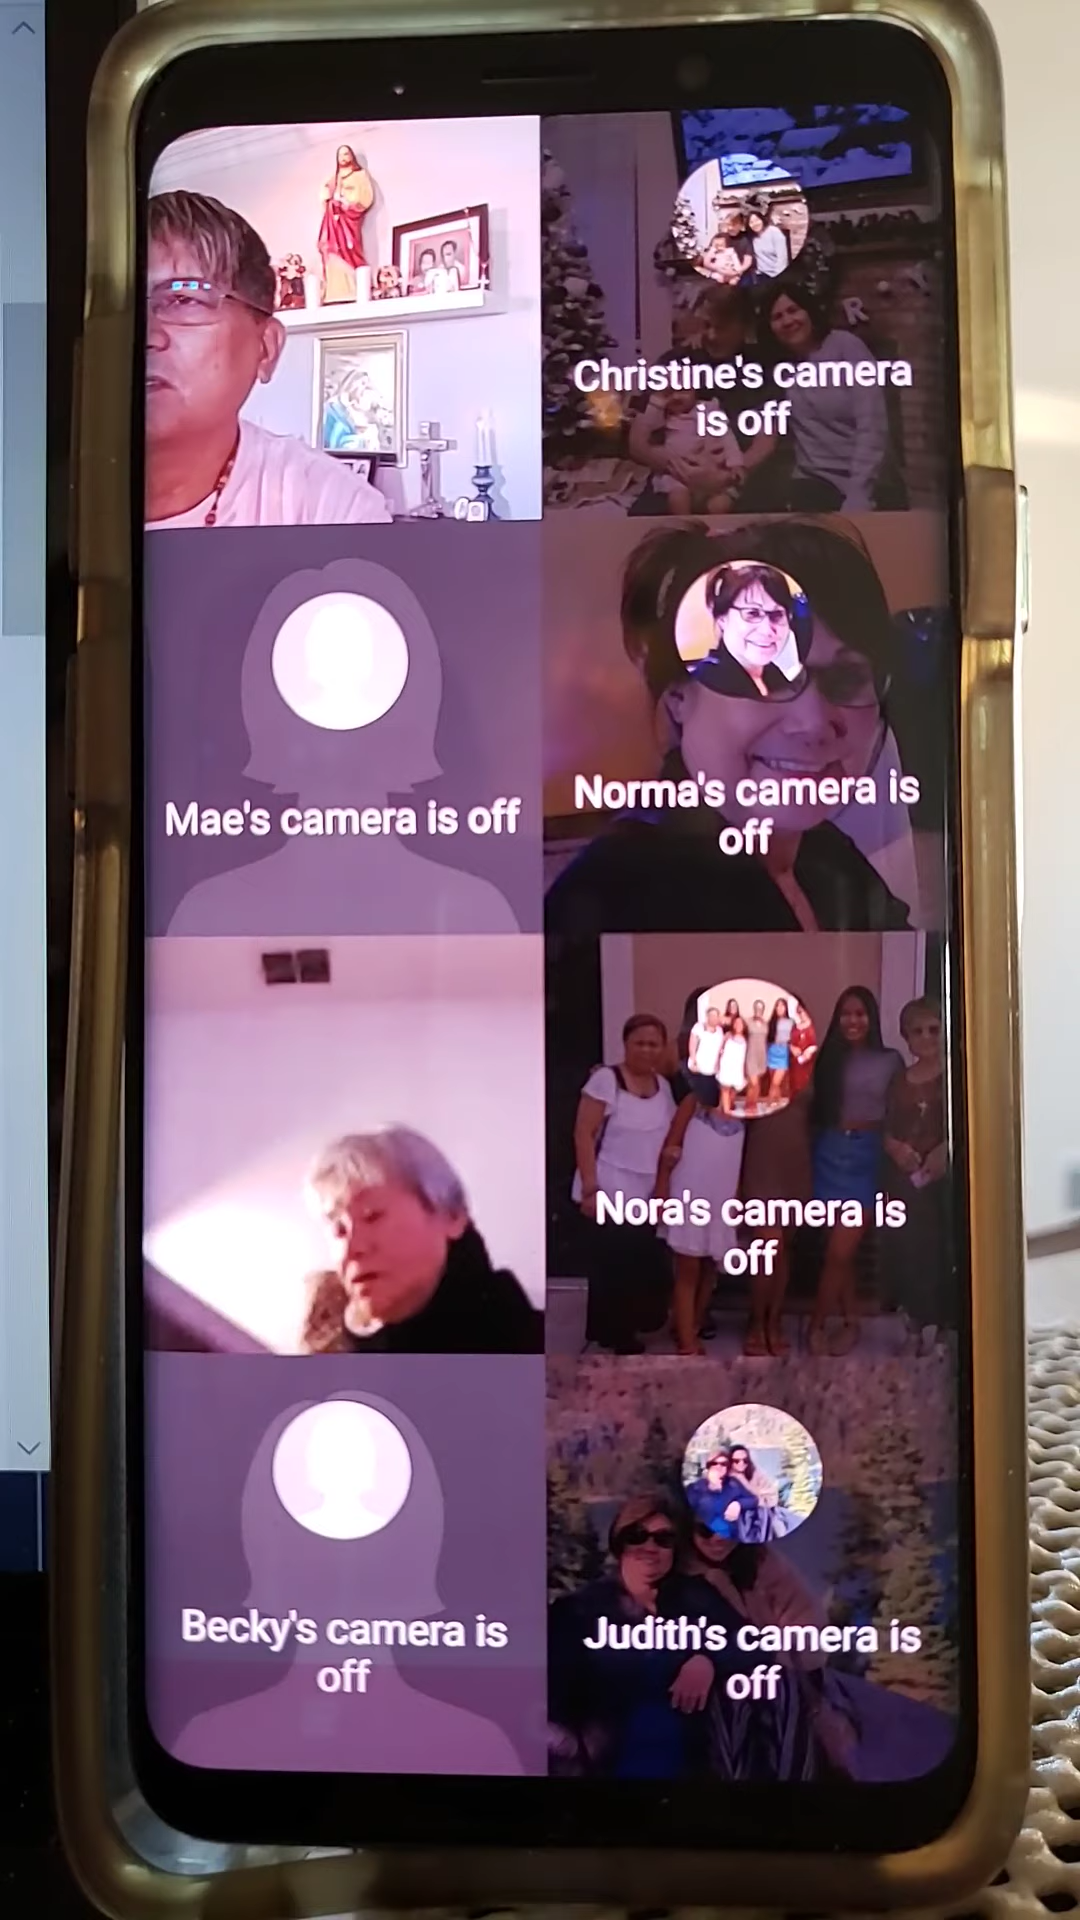 Christine's camera
is off
Mae's camera is off
Norma's camera is
off
Nora's camera is
off
Becky's camera is
off
Judith's camera is
off
R